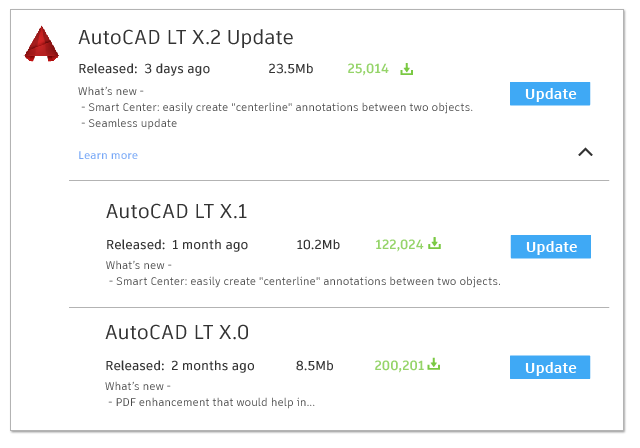 AutoCAD LT X.2 Update
Released: 3 days ago 23.5Mb 25,014
What's new -
- Smart Center: easily create "centerline" annotations between two objects.
- Seamless update
Update
Learn more
AutoCAD LT X.1
Released: 1 month ago 10.2Mb 122,024
Update
What's new -
- Smart Center: easily create "centerline" annotations between two objects.
AutoCAD LT X.0
Released: 2 months ago 8.5Mb 200,201
Update
What's new -
- PDF enhancement that would help in...